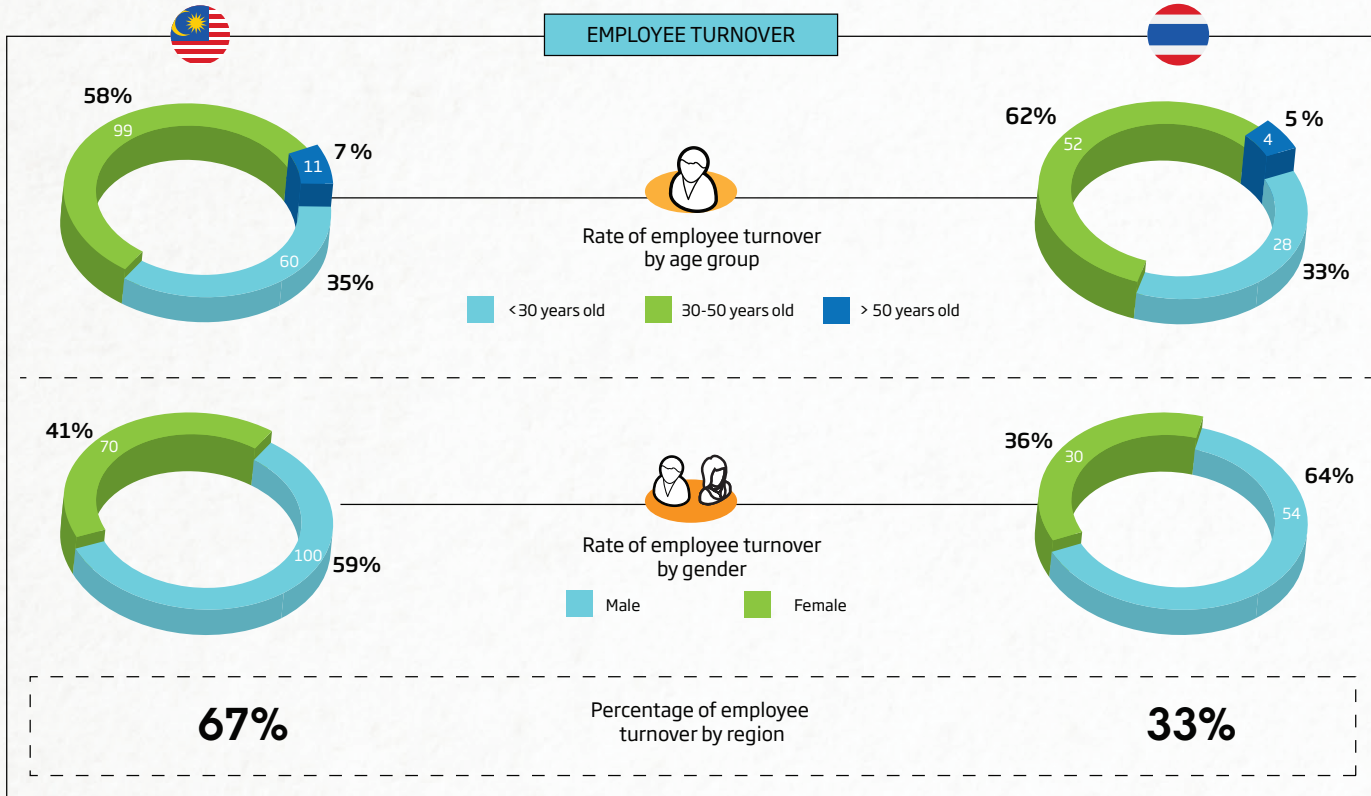 EMPLOYEE TURNOVER
58%
99
7 %
11
60
35%
62%
52
5 %
4
28
33%
Rate of employee turnover
by age group
<30 years old
30-50 years old
> 50 years old
41%
70
100
59%
36%
30
64%
54
Rate of employee turnover
by gender
Male
Female
67%
Percentage of employee
turnover by region
33%